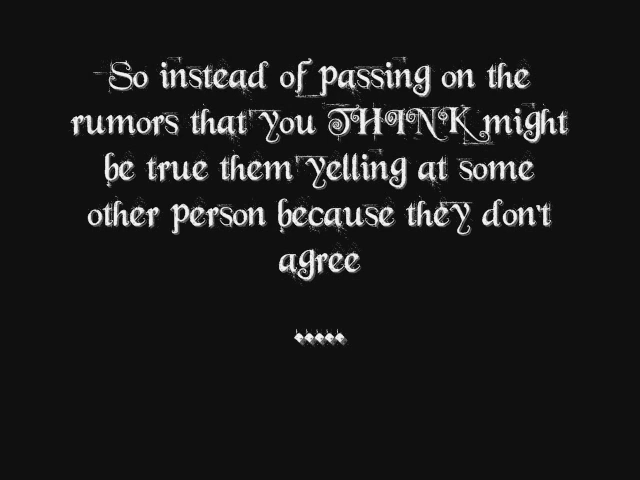 So instead of passing on the
rumors that you THINK might
be true them yelling at some
other person because they don't
agree
.....